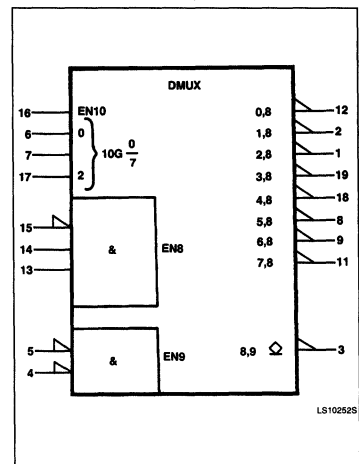 DMUX
16 EN10 0,8 12
6 0 1,8 2
7 10G 0/7 2,8 1
17 2 3,8 19
4,8 18
15 5,8 8
14 & EN8 6,8 9
13 7,8 11
5 & EN9 8,9 3
4
LS10252S